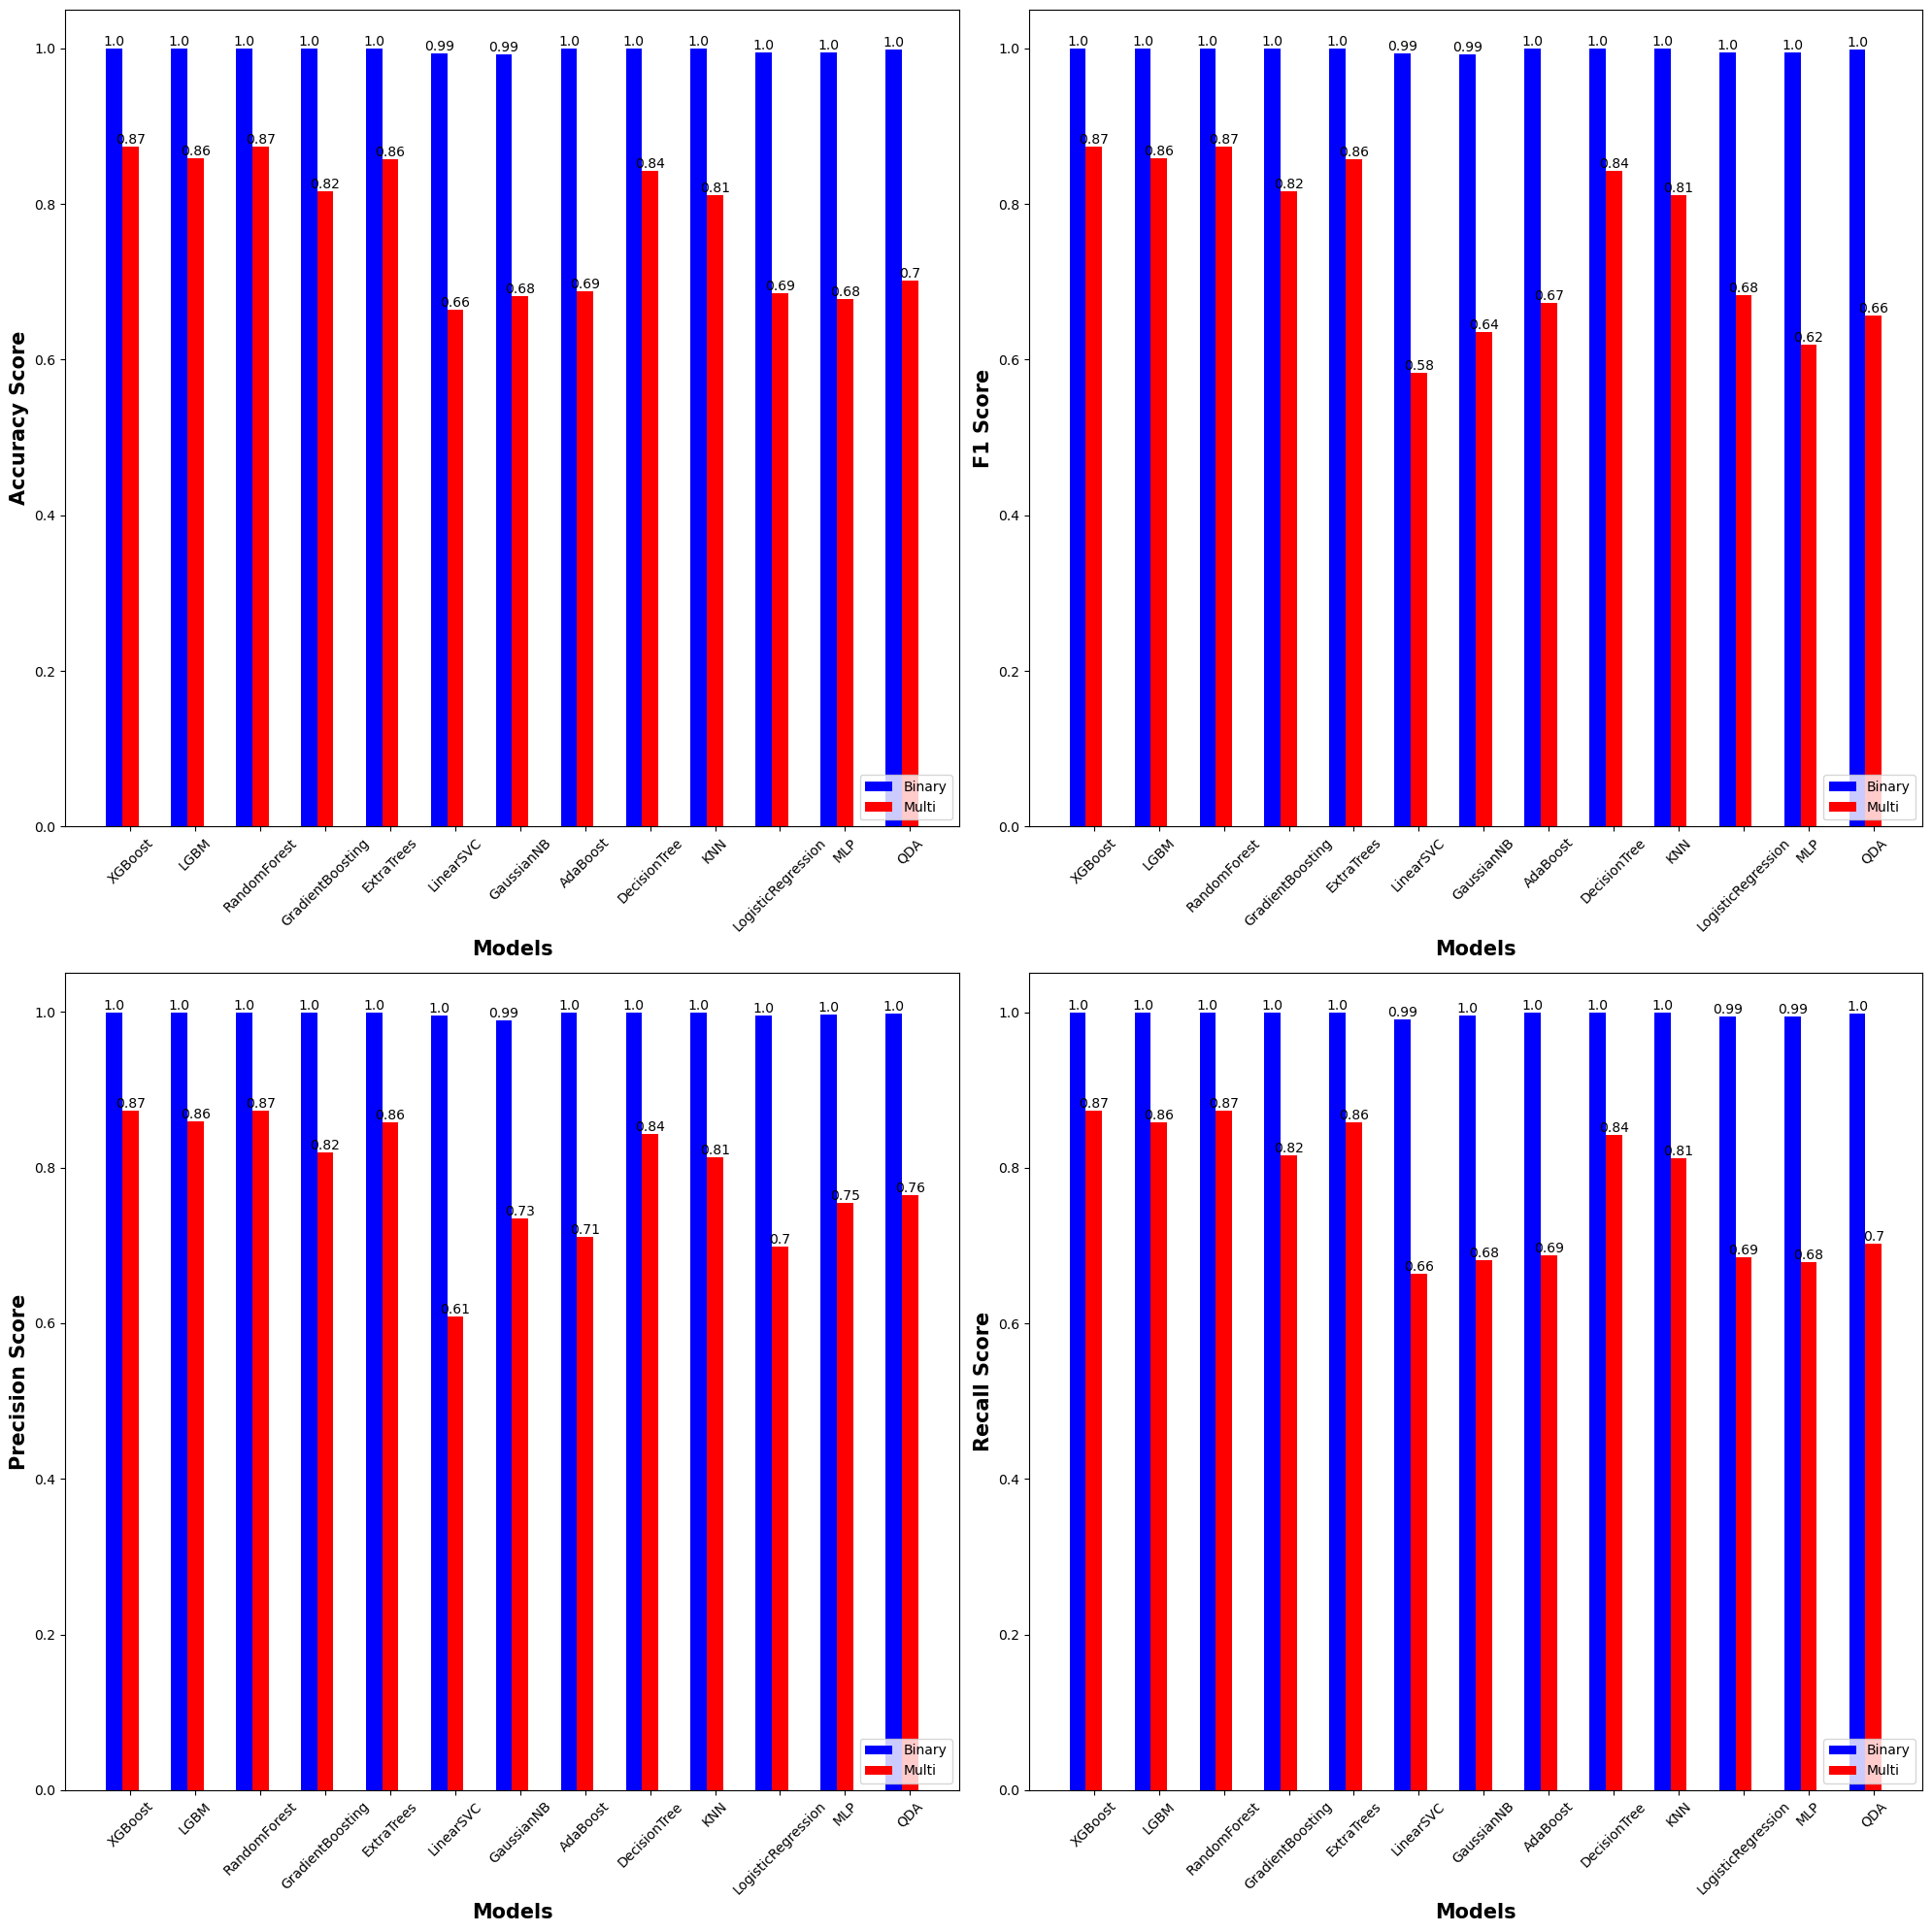 1.0 1.0 1.0 1.0 1.0 0.99 0.99 1.0 1.0 1.0 1.0 1.0 1.0
0.87 0.86 0.87 0.82 0.86 0.66 0.68 0.69 0.84 0.81 0.69 0.68 0.7
1.0
0.8
0.6
0.4
0.2
0.0
Accuracy Score
XGBoost LGBM RandomForest GradientBoosting ExtraTrees LinearSVC GaussianNB AdaBoost DecisionTree KNN LogisticRegression MLP QDA
Models
Binary
Multi
1.0 1.0 1.0 1.0 1.0 0.99 0.99 1.0 1.0 1.0 1.0 1.0 1.0
0.87 0.86 0.87 0.82 0.86 0.58 0.64 0.67 0.84 0.81 0.68 0.62 0.66
1.0
0.8
0.6
0.4
0.2
0.0
F1 Score
XGBoost LGBM RandomForest GradientBoosting ExtraTrees LinearSVC GaussianNB AdaBoost DecisionTree KNN LogisticRegression MLP QDA
Models
Binary
Multi
1.0 1.0 1.0 1.0 1.0 1.0 0.99 1.0 1.0 1.0 1.0 1.0 1.0
0.87 0.86 0.87 0.82 0.86 0.61 0.73 0.71 0.84 0.81 0.7 0.75 0.76
1.0
0.8
0.6
0.4
0.2
0.0
Precision Score
XGBoost LGBM RandomForest GradientBoosting ExtraTrees LinearSVC GaussianNB AdaBoost DecisionTree KNN LogisticRegression MLP QDA
Models
Binary
Multi
1.0 1.0 1.0 1.0 1.0 0.99 1.0 1.0 1.0 1.0 0.99 0.99 1.0
0.87 0.86 0.87 0.82 0.86 0.66 0.68 0.69 0.84 0.81 0.69 0.68 0.7
1.0
0.8
0.6
0.4
0.2
0.0
Recall Score
XGBoost LGBM RandomForest GradientBoosting ExtraTrees LinearSVC GaussianNB AdaBoost DecisionTree KNN LogisticRegression MLP QDA
Models
Binary
Multi